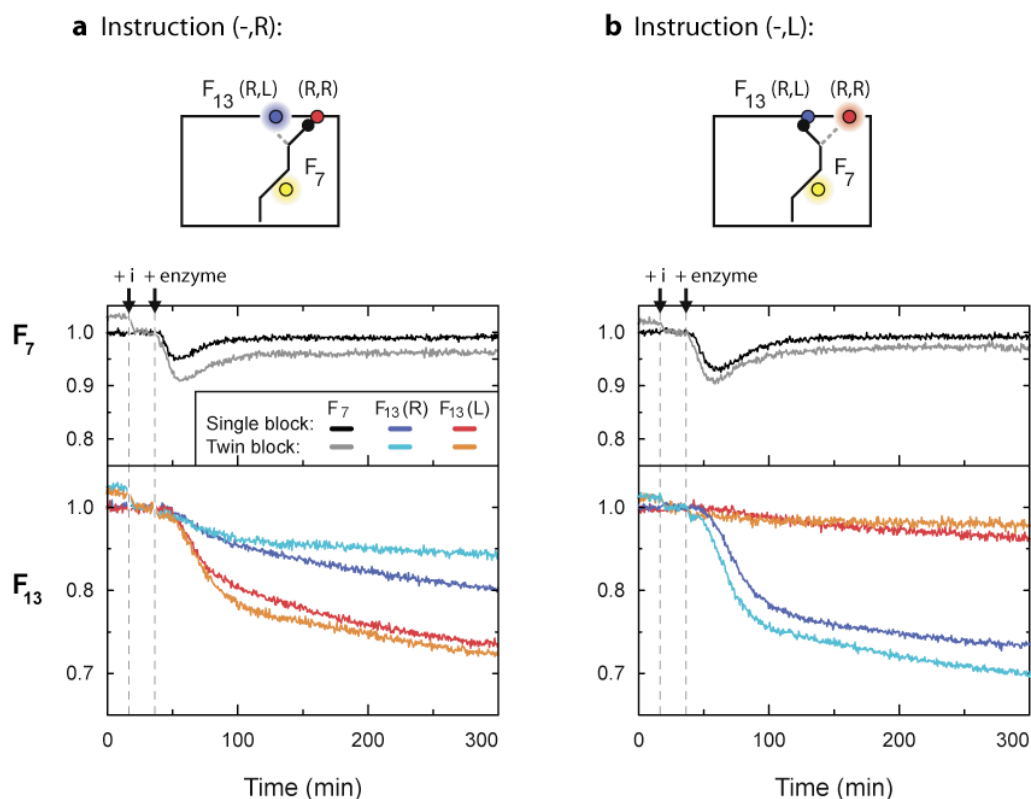 a Instruction (-,R):
F13 (R,L) (R,R)
F7
+ i + enzyme
F7
1.0
0.9
0.8
F7 F13(R) F13(L)
Single block:
Twin block:
F13
1.0
0.8
0.7
0 100 200 300
Time (min)
b Instruction (-,L):
F13 (R,L) (R,R)
F7
+ i + enzyme
1.0
0.9
0.8
1.0
0.8
0.7
0 100 200 300
Time (min)